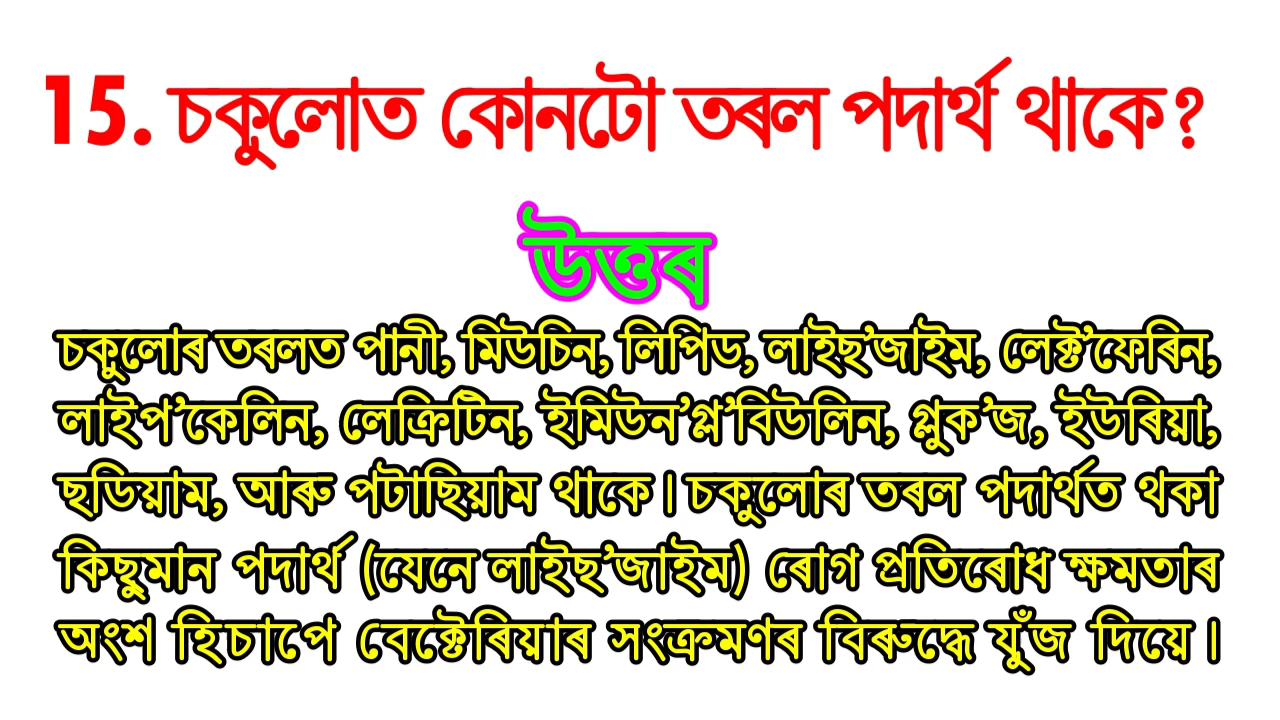 15. চকুলোত কোনটো তৰল পদাৰ্থ থাকে?
উত্তৰ
চকুলোৰ তৰলত পানী, মিউচিন, লিপিড, লাইছ’জাইম, লেক্ট’ফেৰিন,
লাইপ’কেলিন, লেক্ৰিটিন, ইমিউন’গ্ল’বিউলিন, গ্লুক’জ, ইউৰিয়া,
ছডিয়াম, আৰু পটাছিয়াম থাকে। চকুলোৰ তৰল পদাৰ্থত থকা
কিছুমান পদাৰ্থ (যেনে লাইছ’জাইম) ৰোগ প্ৰতিৰোধ ক্ষমতাৰ
অংশ হিচাপে বেক্টেৰিয়াৰ সংক্ৰমণৰ বিৰুদ্ধে যুঁজ দিয়ে।